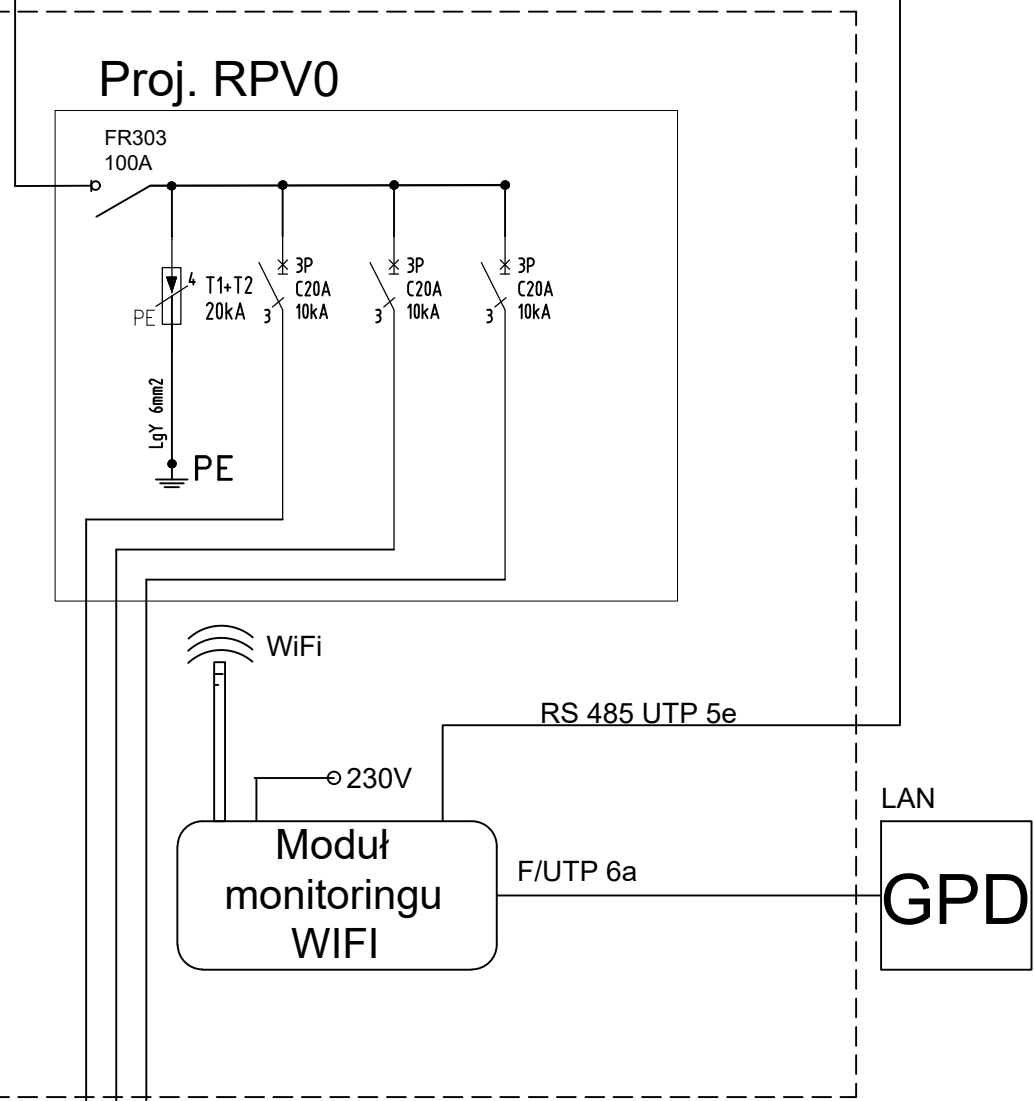 Proj. RPV0
FR303
100A
4
T1+T2
20kA
PE
3P
C20A
10kA
3
3P
C20A
10kA
3
3P
C20A
10kA
3
LgY 6mm2
PE
WiFi
RS 485 UTP 5e
230V
LAN
Moduł
monitoringu
WIFI
F/UTP 6a
GPD